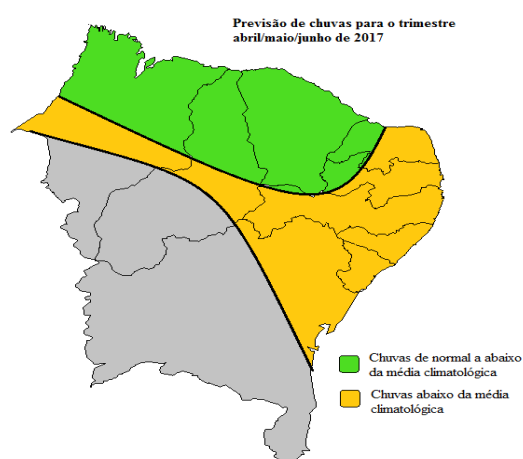 Previsão de chuvas para o trimestre
abril/maio/junho de 2017
Chuvas de normal a abaixo
da média climatológica
Chuvas abaixo da média
climatológica